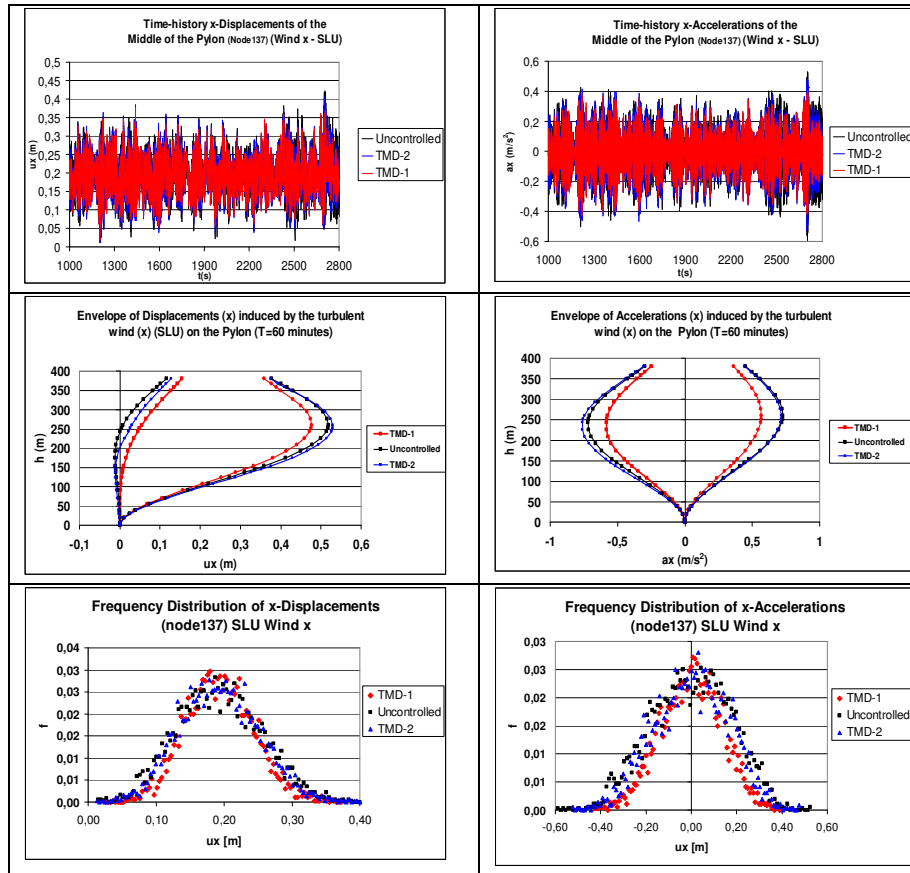 Time-history x-Displacements of the
Middle of the Pylon (Node137) (Wind x - SLU)
0,5
0,45
0,4
0,35
0,3
0,25
0,2
0,15
0,1
0,05
0
ux (m)
1000 1300 1600 1900 2200 2500 2800
t(s)
Uncontrolled
TMD-2
TMD-1
Time-history x-Accelerations of the
Middle of the Pylon (Node137) (Wind x - SLU)
0,6
0,4
0,2
0
-0,2
-0,4
-0,6
ax (m/s²)
1000 1300 1600 1900 2200 2500 2800
t(s)
Uncontrolled
TMD-2
TMD-1
Envelope of Displacements (x) induced by the turbulent
wind (x) (SLU) on the Pylon (T=60 minutes)
400
350
300
250
200
150
100
50
0
h (m)
-0,1 0 0,1 0,2 0,3 0,4 0,5 0,6
ux (m)
TMD-1
Uncontrolled
TMD-2
Envelope of Accelerations (x) induced by the turbulent
wind (x) on the Pylon (T=60 minutes)
400
350
300
250
200
150
100
50
0
h (m)
-1 -0,5 0 0,5 1
ax (m/s²)
TMD-1
Uncontrolled
TMD-2
Frequency Distribution of x-Displacements
(node137) SLU Wind x
0,04
0,03
0,03
0,02
0,02
0,01
0,01
0,00
f
0,00 0,10 0,20 0,30 0,40
ux [m]
TMD-1
Uncontrolled
TMD-2
Frequency Distribution of x-Accelerations
(node137) SLU Wind x
0,03
0,03
0,02
0,02
0,01
0,01
0,00
f
-0,60 -0,40 -0,20 0,00 0,20 0,40 0,60
ux [m]
TMD-1
Uncontrolled
TMD-2